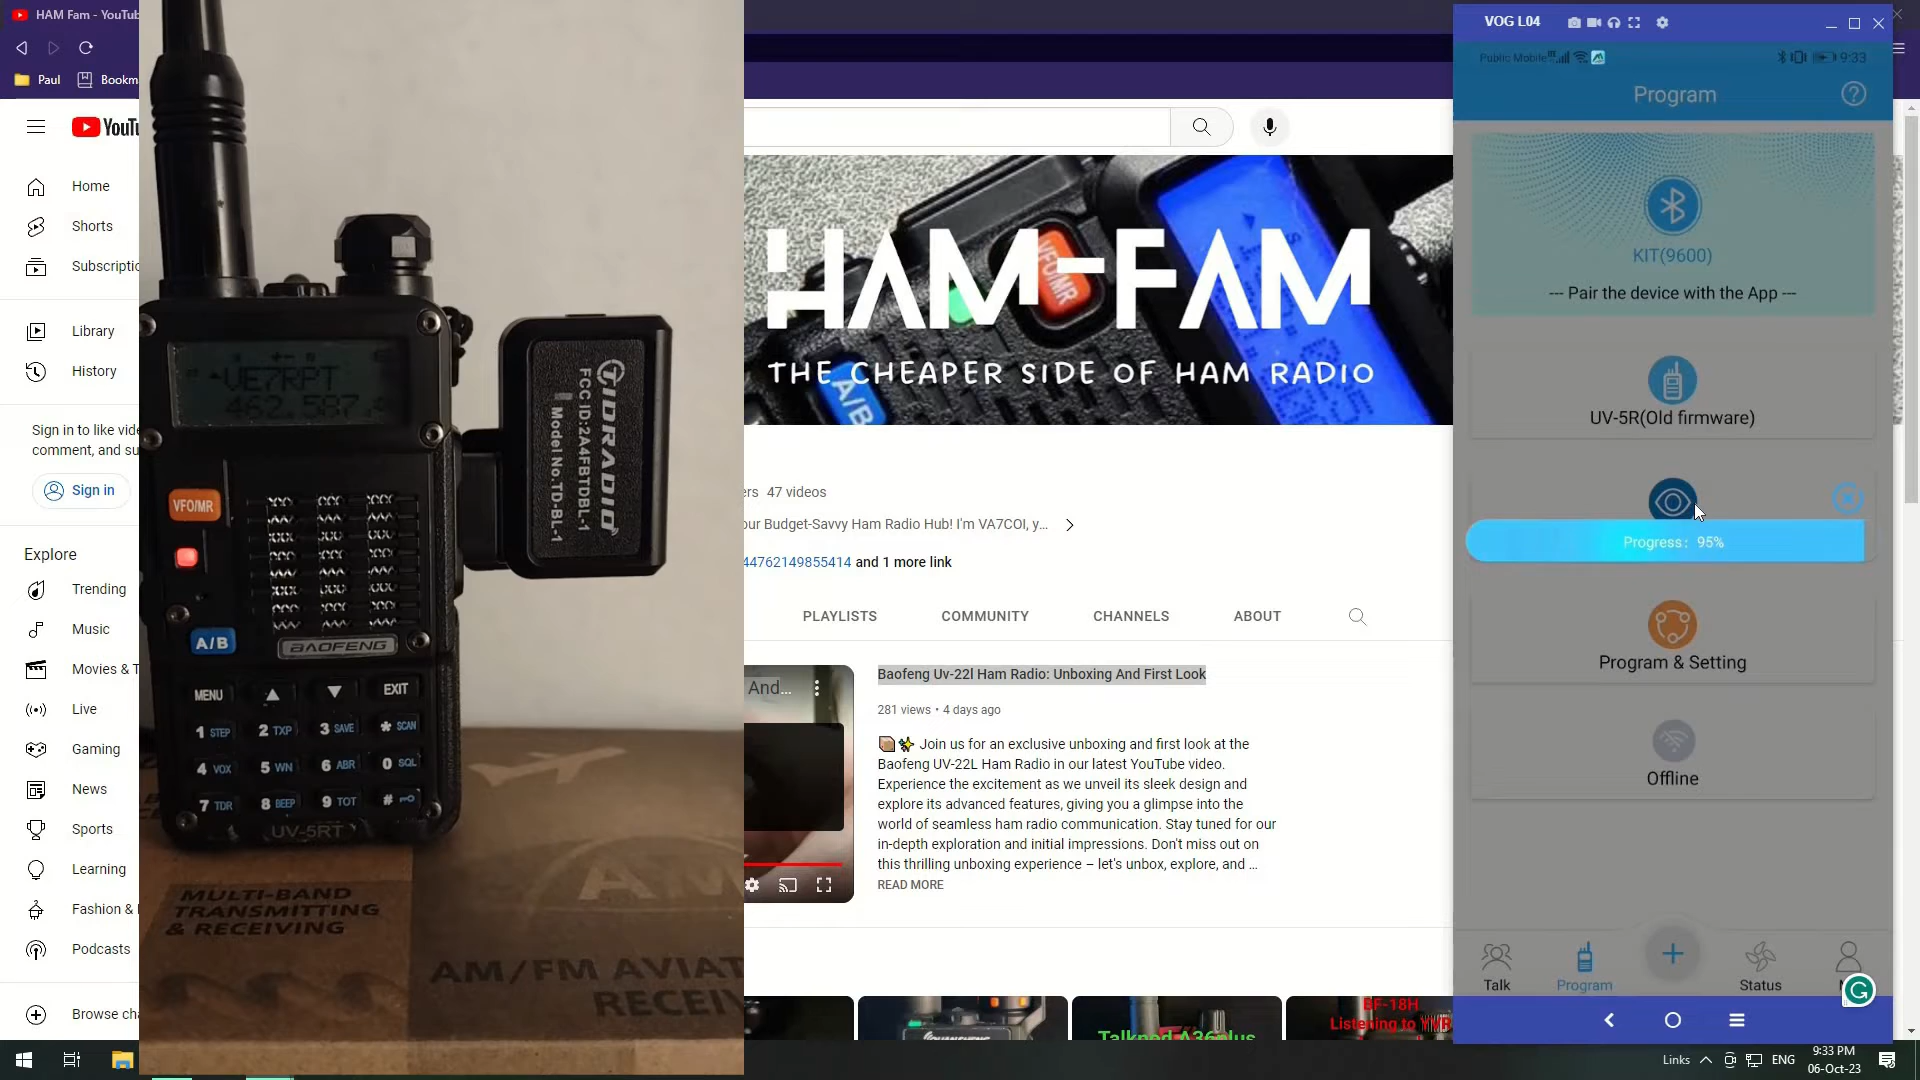 HAM Fam - YouTub
Paul
Bookm
YouTu
Home
Shorts
Subscriptio
Library
History
Sign in to like vide
comment, and su
Sign in
Explore
Trending
Music
Movies & T
Live
Gaming
News
Sports
Learning
Fashion &
Podcasts
Browse cha
VE7RPT
462.587
VFO/MR
A/B
BAOFENG
MENU ▲ ▼ EXIT
1 STEP 2 TXP 3 SAVE * SCAN
4 VOX 5 WN 6 ABR 0 SQL
7 TDR 8 BEEP 9 TOT #
UV-5RT
TIDRADIO
FCC ID:2A4FBTDBL-1
Model No.TD-BL-1
MULTI-BAND
TRANSMITTING
& RECEIVING
AM/FM AVIAT
RECEIV
HAM-FAM
THE CHEAPER SIDE OF HAM RADIO
VFO/MR
A/B
ers 47 videos
our Budget-Savvy Ham Radio Hub! I'm VA7COI, y...
44762149855414 and 1 more link
PLAYLISTS
COMMUNITY
CHANNELS
ABOUT
And...
Baofeng Uv-22l Ham Radio: Unboxing And First Look
281 views • 4 days ago
📦✨ Join us for an exclusive unboxing and first look at the
Baofeng UV-22L Ham Radio in our latest YouTube video.
Experience the excitement as we unveil its sleek design and
explore its advanced features, giving you a glimpse into the
world of seamless ham radio communication. Stay tuned for our
in-depth exploration and initial impressions. Don't miss out on
this thrilling unboxing experience – let's unbox, explore, and ...
READ MORE
Talkpod A36plus
BF-18H
Listening to YVR
VOG L04
Public Mobile
9:33
Program
KIT(9600)
--- Pair the device with the App ---
UV-5R(Old firmware)
Progress: 95%
Program & Setting
Offline
Talk
Program
Status
Links
ENG
9:33 PM
06-Oct-23